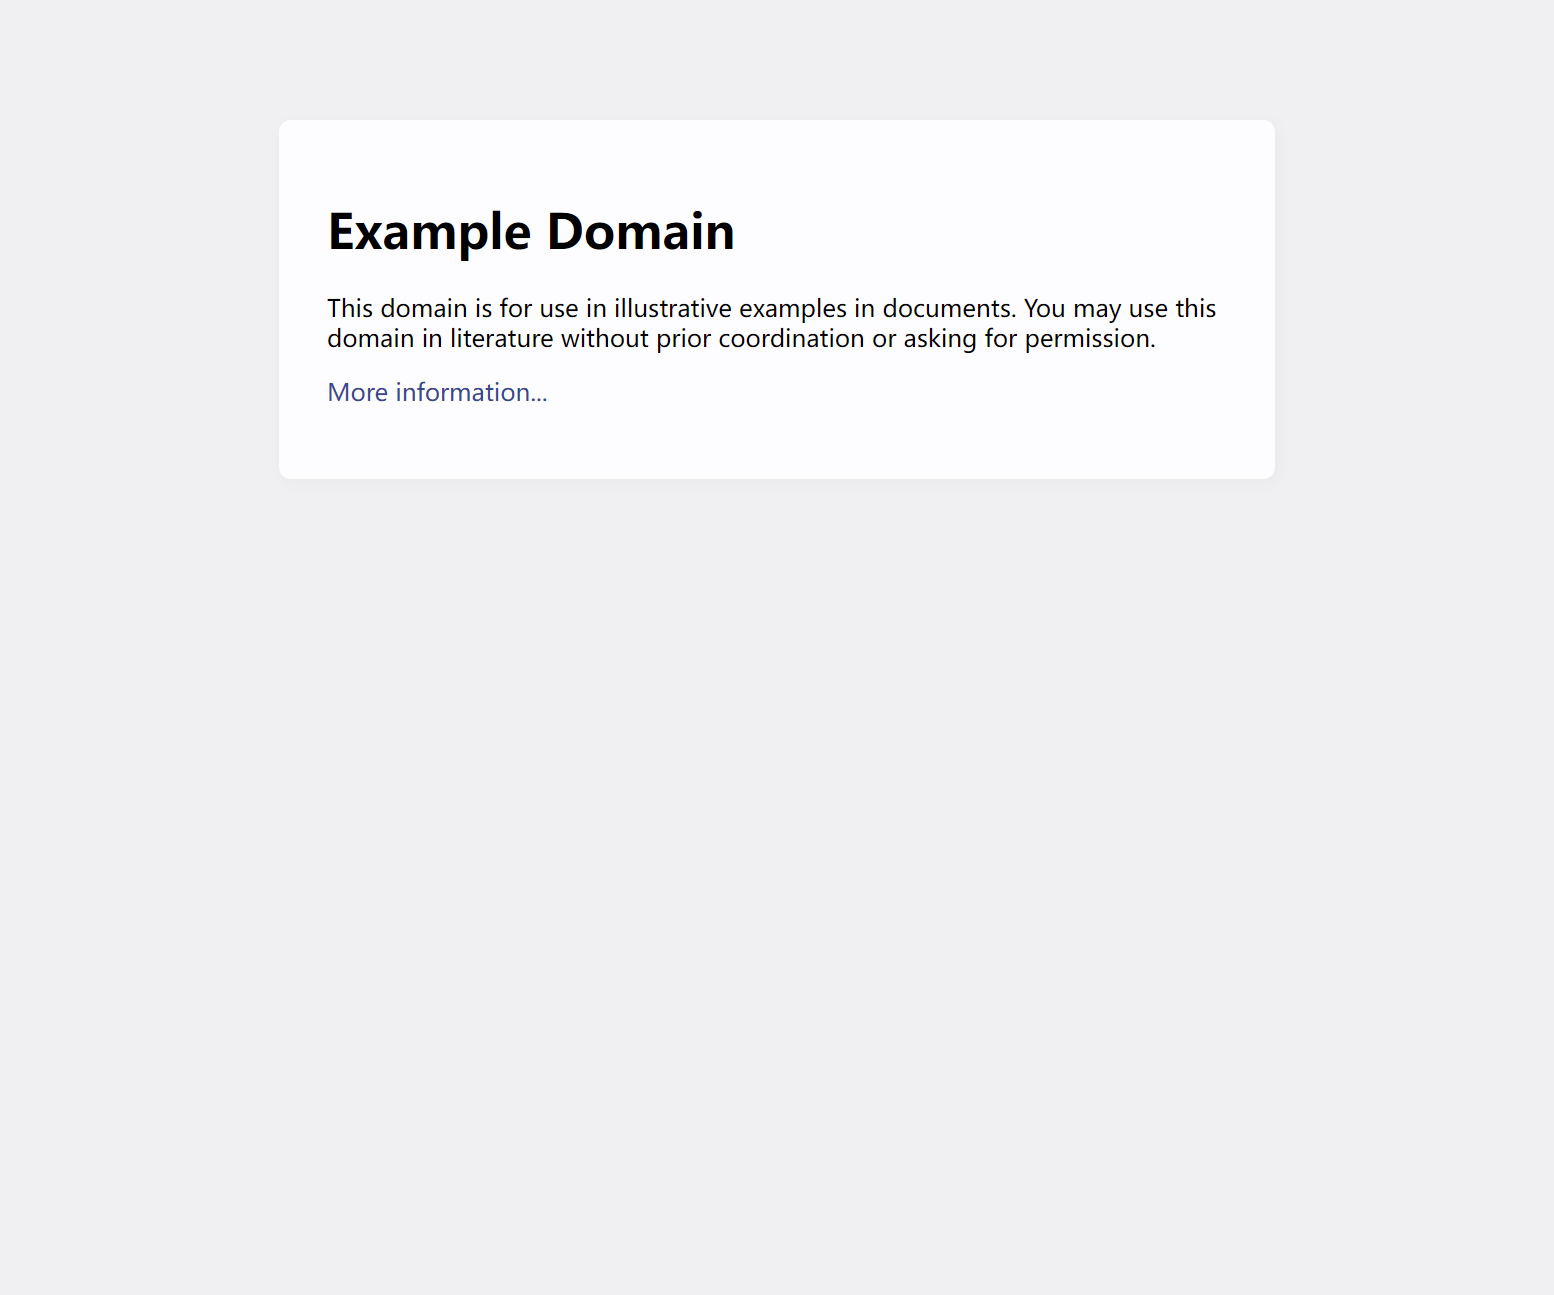 Example Domain
This domain is for use in illustrative examples in documents. You may use this
domain in literature without prior coordination or asking for permission.
More information...